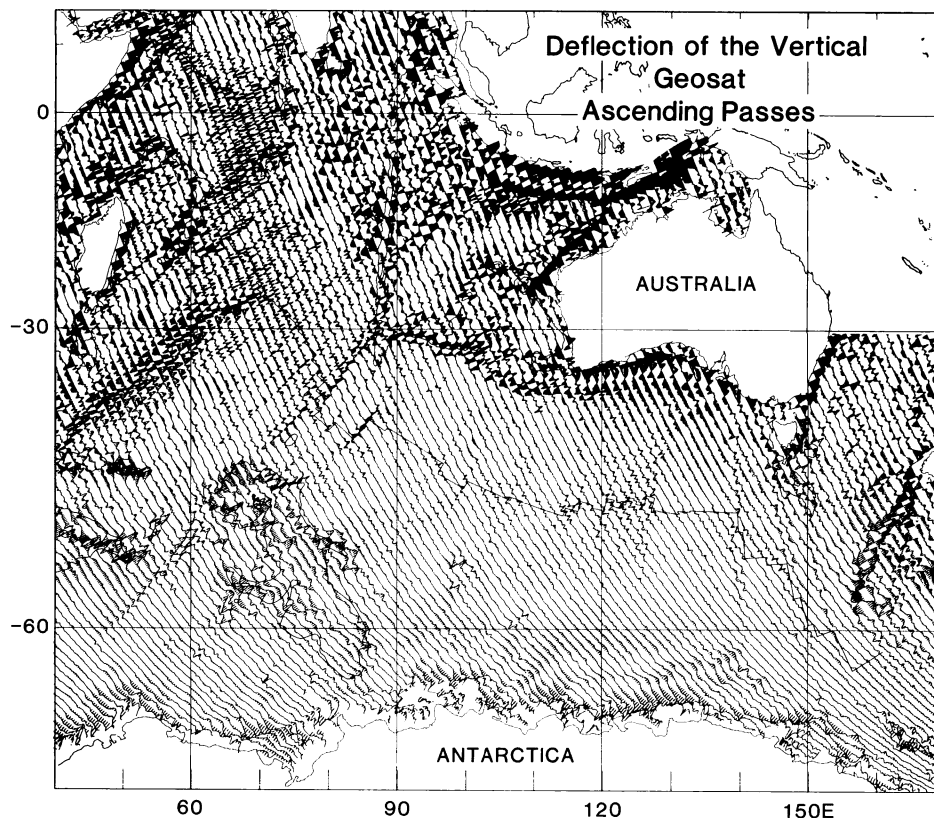 Deflection of the Vertical
Geosat
Ascending Passes
0
AUSTRALIA
-30
-60
ANTARCTICA
60
90
120
150E